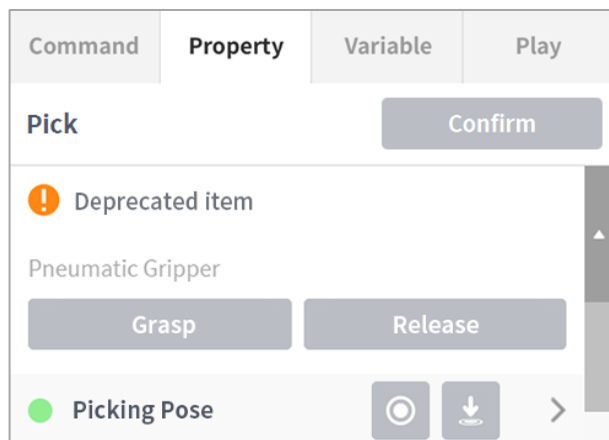 Command Property Variable Play
Pick Confirm
Deprecated item
Pneumatic Gripper
Grasp Release
Picking Pose